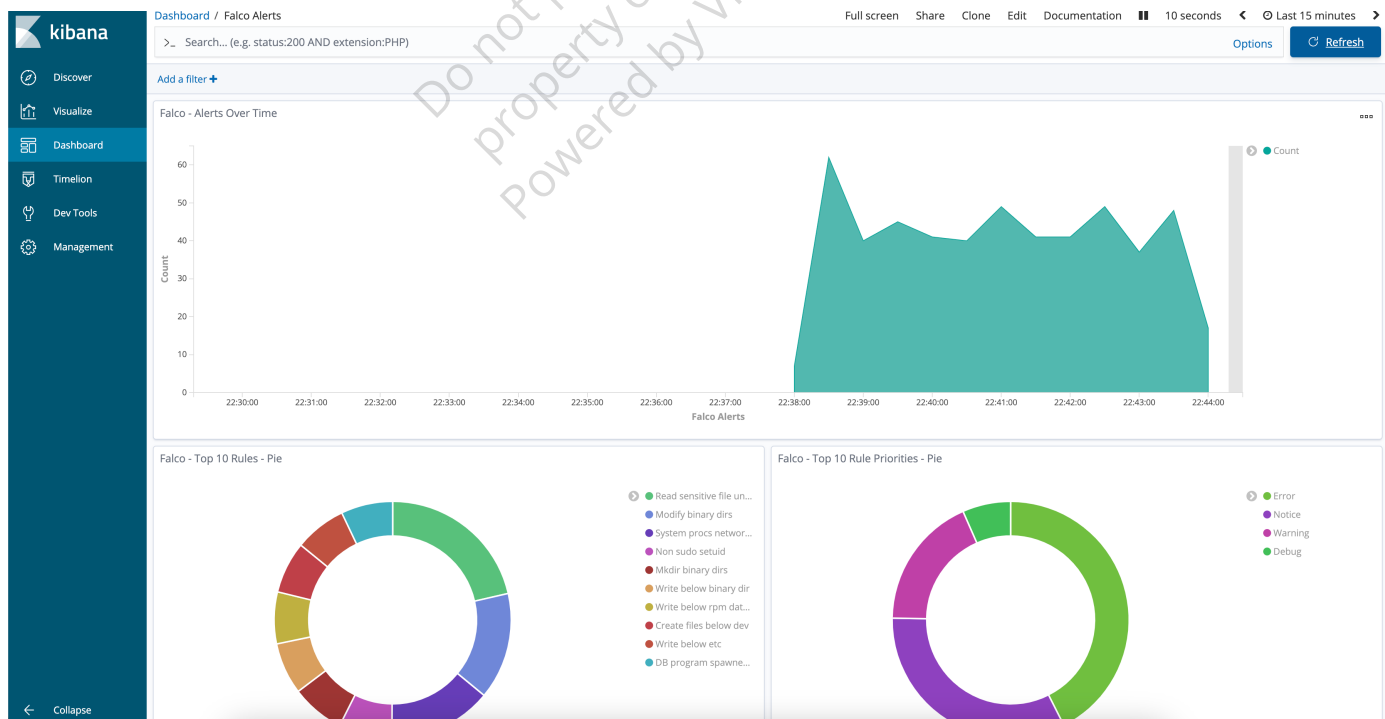 kibana
Discover
Visualize
Dashboard
Timelion
Dev Tools
Management
Collapse
Dashboard / Falco Alerts
Full screen Share Clone Edit Documentation 10 seconds Last 15 minutes
>_ Search... (e.g. status:200 AND extension:PHP)
Options
Refresh
Add a filter +
Do not
property
Powered by
Falco - Alerts Over Time
Count
60
50
40
30
20
10
0
Count
22:30:00 22:31:00 22:32:00 22:33:00 22:34:00 22:35:00 22:36:00 22:37:00 22:38:00 22:39:00 22:40:00 22:41:00 22:42:00 22:43:00 22:44:00
Falco Alerts
Falco - Top 10 Rules - Pie
Read sensitive file un...
Modify binary dirs
System procs networ...
Non sudo setuid
Mkdir binary dirs
Write below binary dir
Write below rpm dat...
Create files below dev
Write below etc
DB program spawne...
Falco - Top 10 Rule Priorities - Pie
Error
Notice
Warning
Debug